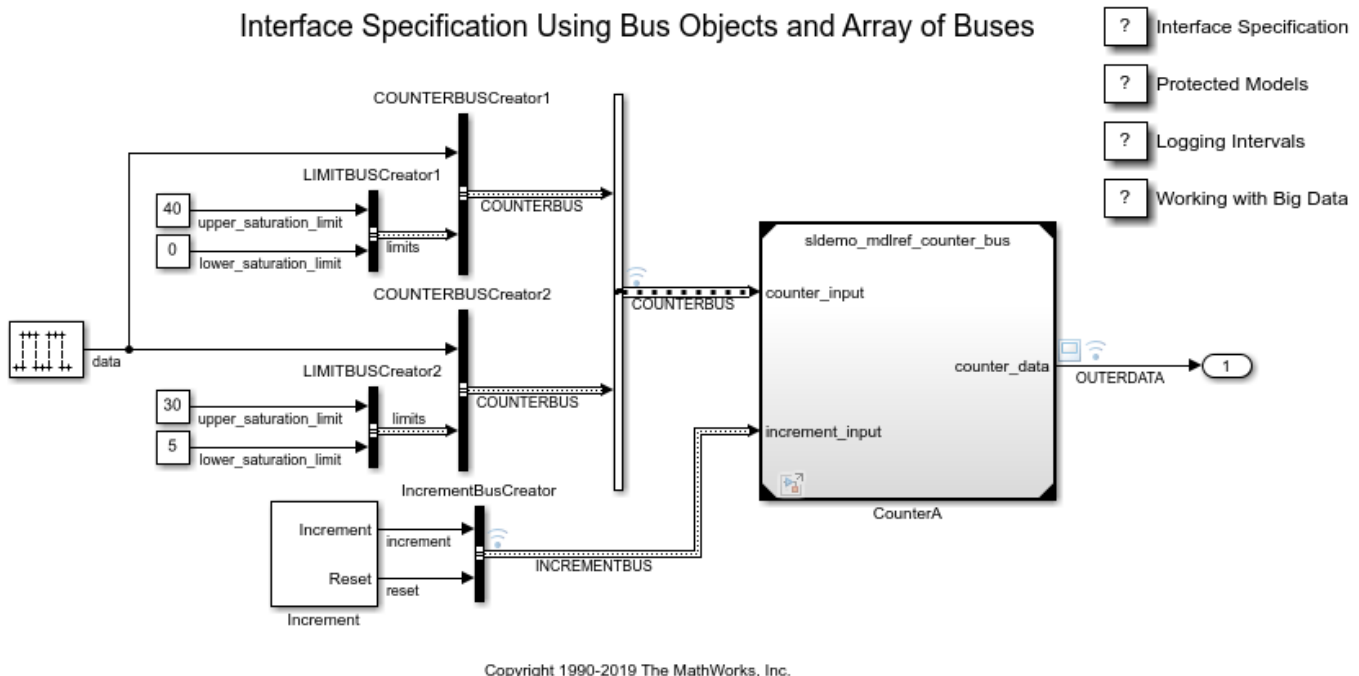 Interface Specification Using Bus Objects and Array of Buses
? Interface Specification
? Protected Models
? Logging Intervals
? Working with Big Data
COUNTERBUSCreator1
LIMITBUSCreator1
40
upper_saturation_limit
0
lower_saturation_limit
limits
COUNTERBUS
COUNTERBUSCreator2
data
LIMITBUSCreator2
30
upper_saturation_limit
5
lower_saturation_limit
limits
COUNTERBUS
COUNTERBUS
sldemo_mdlref_counter_bus
counter_input
counter_data
increment_input
CounterA
OUTERDATA
1
IncrementBusCreator
Increment
increment
Reset
reset
Increment
INCREMENTBUS
Copyright 1990-2019 The MathWorks, Inc.